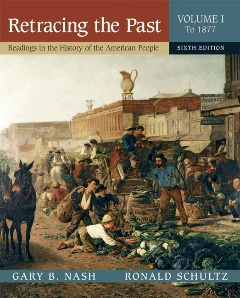 Retracing the Past
Readings in the History of the American People
VOLUME I
To 1877
SIXTH EDITION
GARY B. NASH
RONALD SCHULTZ